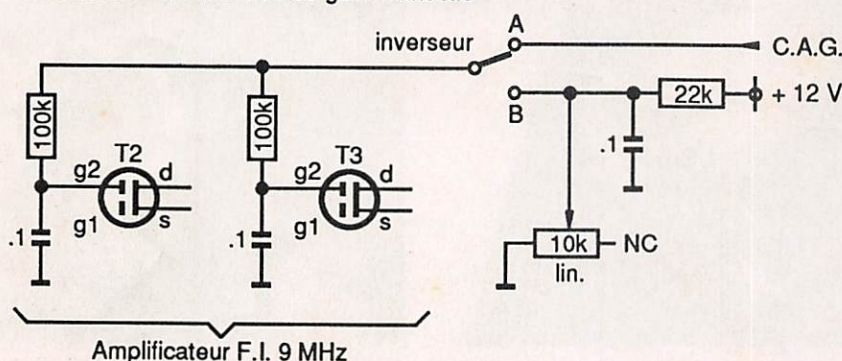 inverseur
A
C.A.G.
B
22k
+ 12 V
100k
100k
.1
T2
g2
d
g1
s
.1
T3
g2
d
g1
s
.1
10k
NC
lin.
Amplificateur F.I. 9 MHz